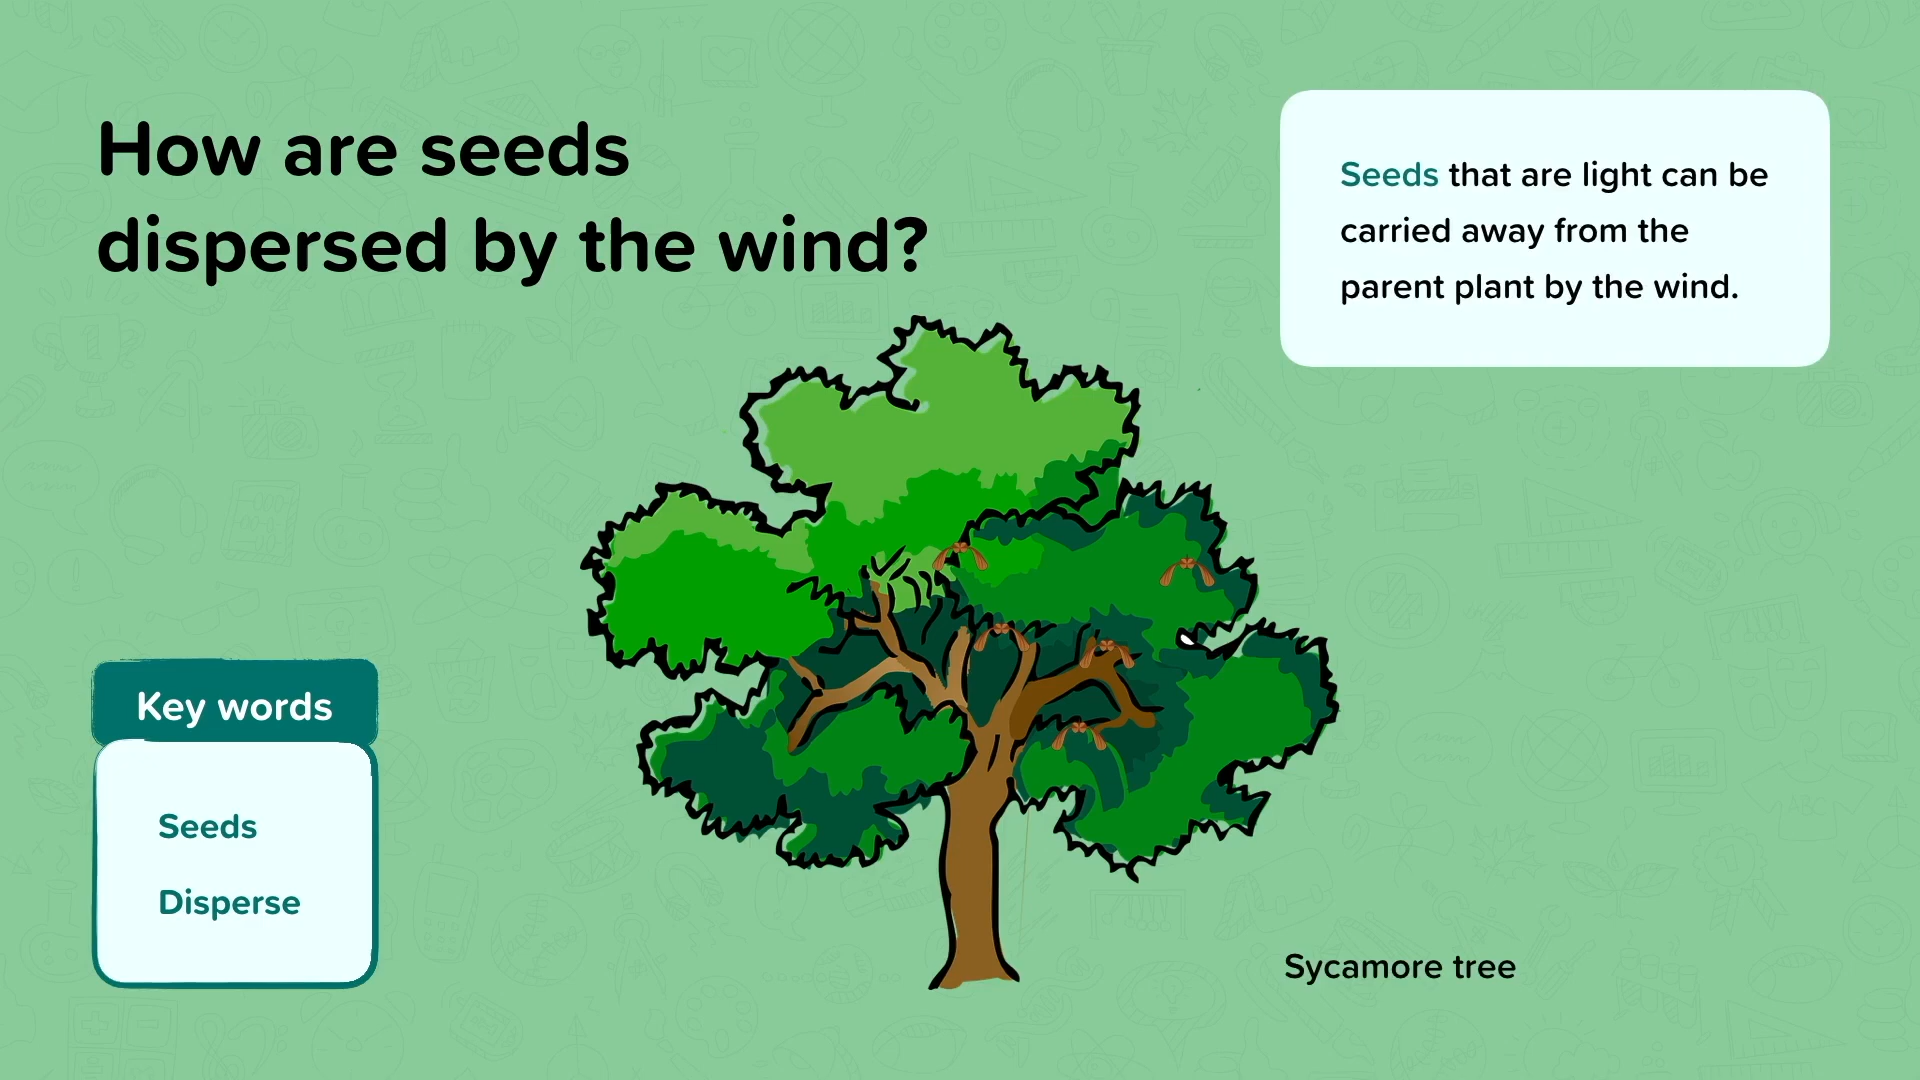 How are seeds
dispersed by the wind?
Seeds that are light can be
carried away from the
parent plant by the wind.
Key words
Seeds
Disperse
Sycamore tree